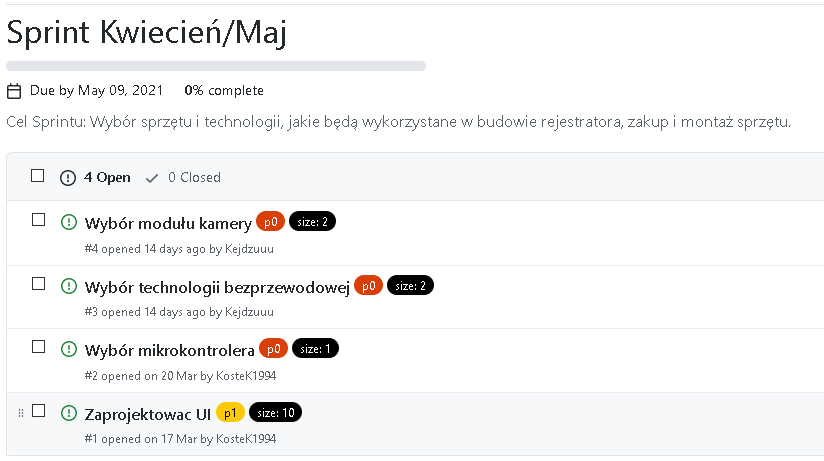 Sprint Kwiecień/Maj
Due by May 09, 2021 0% complete
Cel Sprintu: Wybór sprzętu i technologii, jakie będą wykorzystane w budowie rejestratora, zakup i montaż sprzętu.
4 Open 0 Closed
Wybór modułu kamery p0 size: 2
#4 opened 14 days ago by Kejdzuuu
Wybór technologii bezprzewodowej p0 size: 2
#3 opened 14 days ago by Kejdzuuu
Wybór mikrokontrolera p0 size: 1
#2 opened on 20 Mar by KosteK1994
Zaprojektowac UI p1 size: 10
#1 opened on 17 Mar by KosteK1994